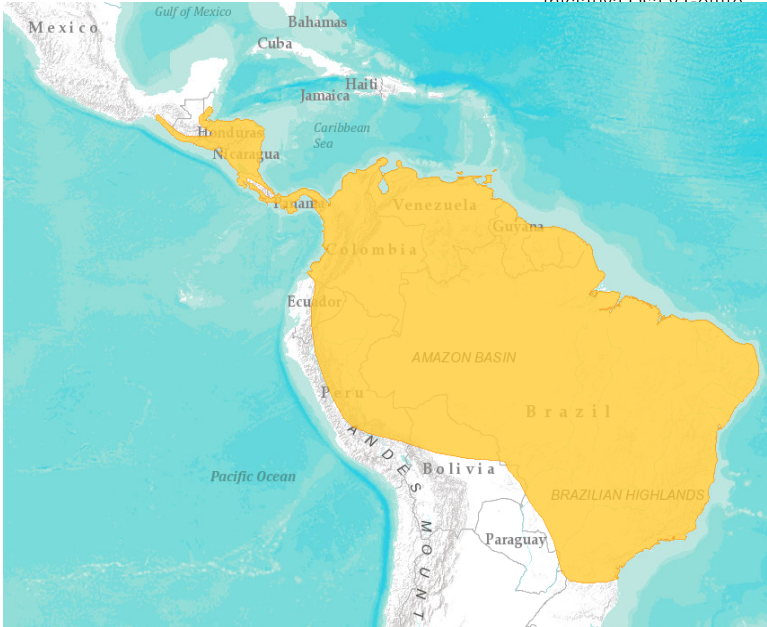 Gulf of Mexico
Bahamas
Mexico
Cuba
Haiti
Jamaica
Caribbean
Sea
Honduras
Nicaragua
Panama
Venezuela
Guyana
Colombia
Ecuador
AMAZON BASIN
Peru
Brazil
ANDES MOUNT
Bolivia
Pacific Ocean
BRAZILIAN HIGHLANDS
Paraguay